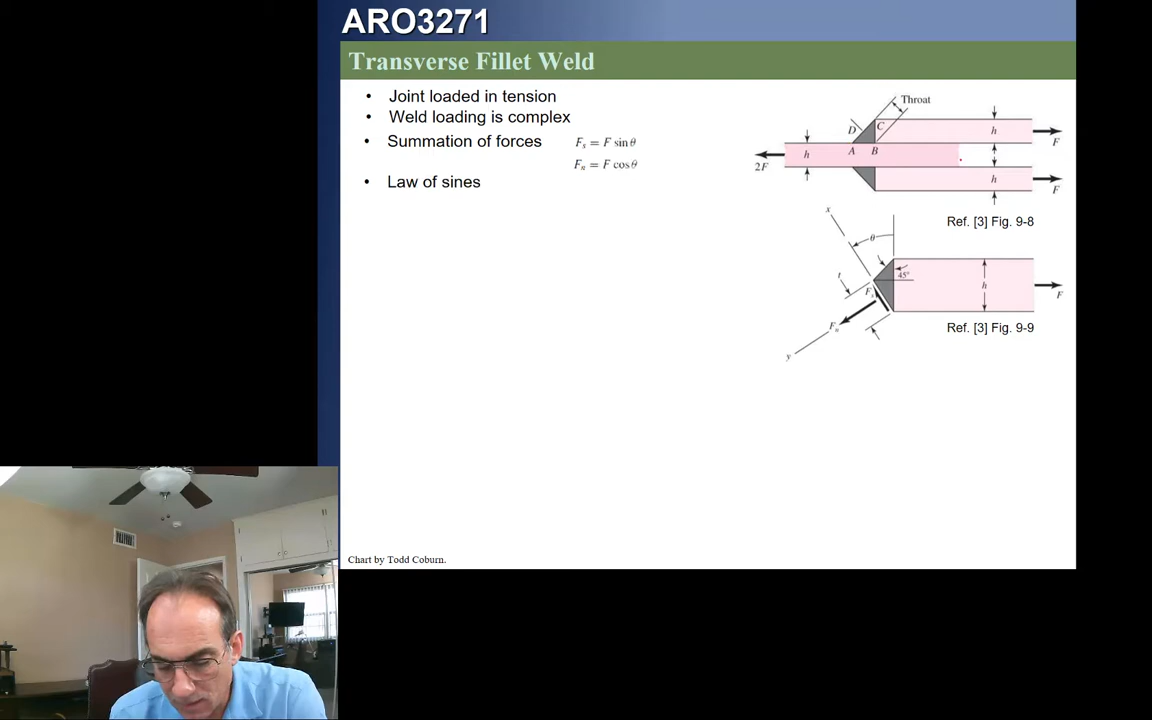 ARO3271
Transverse Fillet Weld
• Joint loaded in tension
• Weld loading is complex
• Summation of forces
Fs = F sin θ
Fn = F cos θ
• Law of sines
Throat
D
C
A
B
h
h
h
F
2F
F
Ref. [3] Fig. 9-8
x
θ
45°
t
Fs
h
F
Fn
y
Ref. [3] Fig. 9-9
Chart by Todd Coburn.